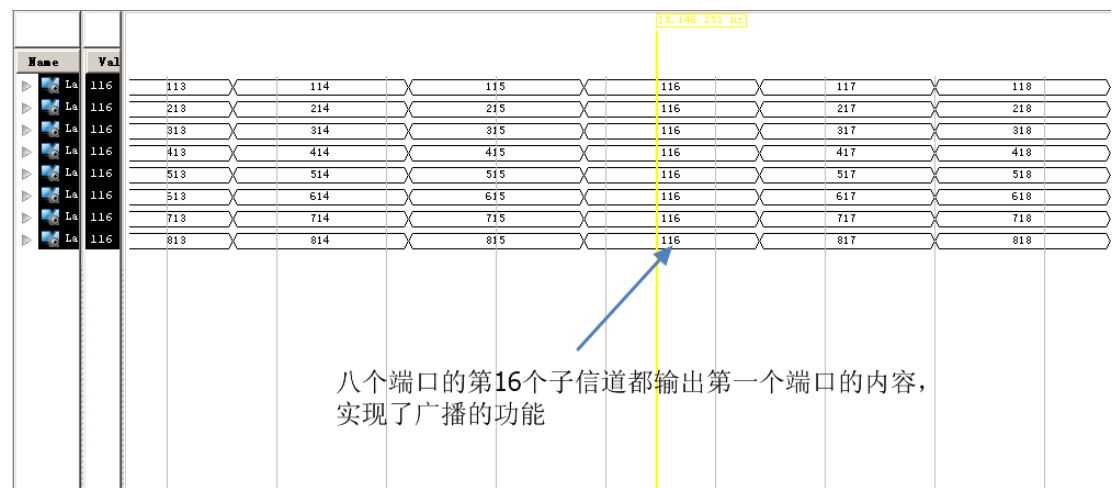 Name Val
La 116 113 114 115 116 117 118
La 116 213 214 215 116 217 218
La 116 313 314 315 116 317 318
La 116 413 414 415 116 417 418
La 116 513 514 515 116 517 518
La 116 613 614 615 116 617 618
La 116 713 714 715 116 717 718
La 116 813 814 815 116 817 818
八个端口的第16个子信道都输出第一个端口的内容，
实现了广播的功能